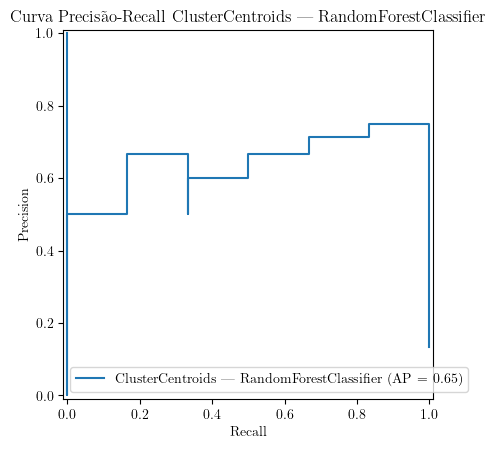 Curva Precisão-Recall ClusterCentroids — RandomForestClassifier
1.0
0.8
0.6
0.4
0.2
0.0
Precision
ClusterCentroids — RandomForestClassifier (AP = 0.65)
0.0 0.2 0.4 0.6 0.8 1.0
Recall